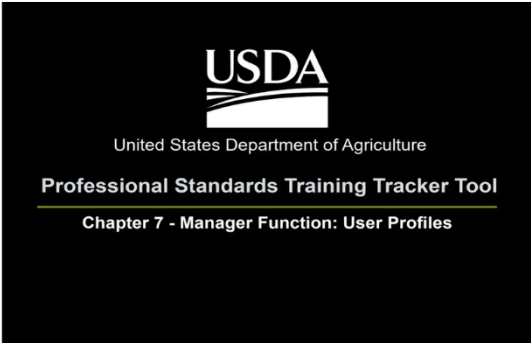 USDA
United States Department of Agriculture
Professional Standards Training Tracker Tool
Chapter 7 - Manager Function: User Profiles